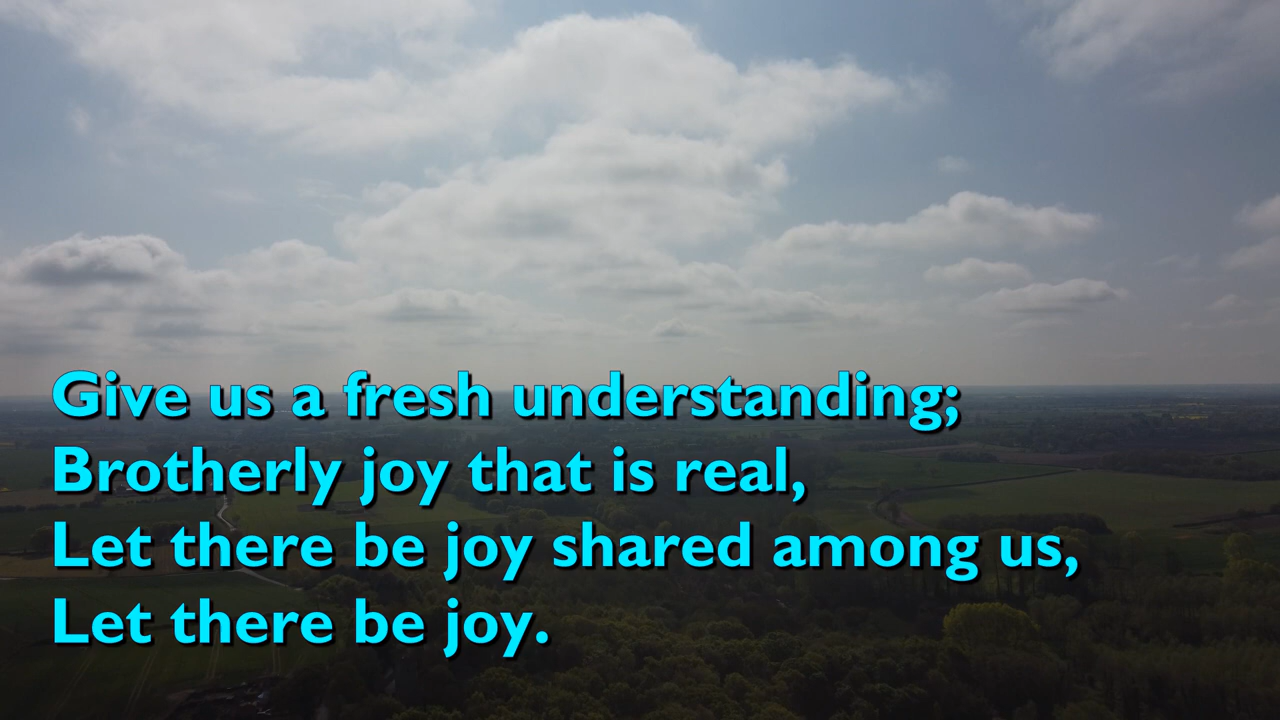 Give us a fresh understanding;
Brotherly joy that is real,
Let there be joy shared among us,
Let there be joy.